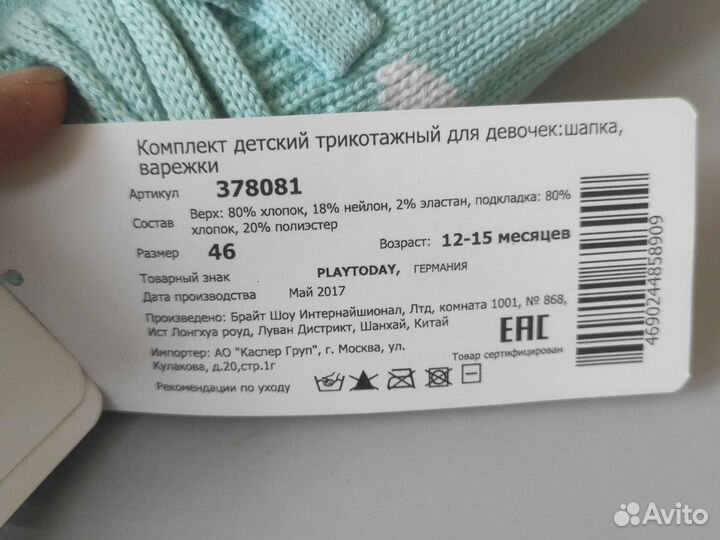 Комплект детский трикотажный для девочек:шапка,
варежки
Артикул 378081
Состав Верх: 80% хлопок, 18% нейлон, 2% эластан, подкладка: 80%
хлопок, 20% полиэстер
Размер 46 Возраст: 12-15 месяцев
Товарный знак PLAYTODAY, ГЕРМАНИЯ
Дата производства Май 2017
Произведено: Брайт Шоу Интернайшионал, Лтд, комната 1001, № 868,
Ист Лонгхуа роуд, Луван Дистрикт, Шанхай, Китай
Импортер: АО "Каспер Груп", г. Москва, ул.
Кулакова, д.20,стр.1г
EAC
Товар сертифицирован
Рекомендации по уходу
4690244858909
Avito